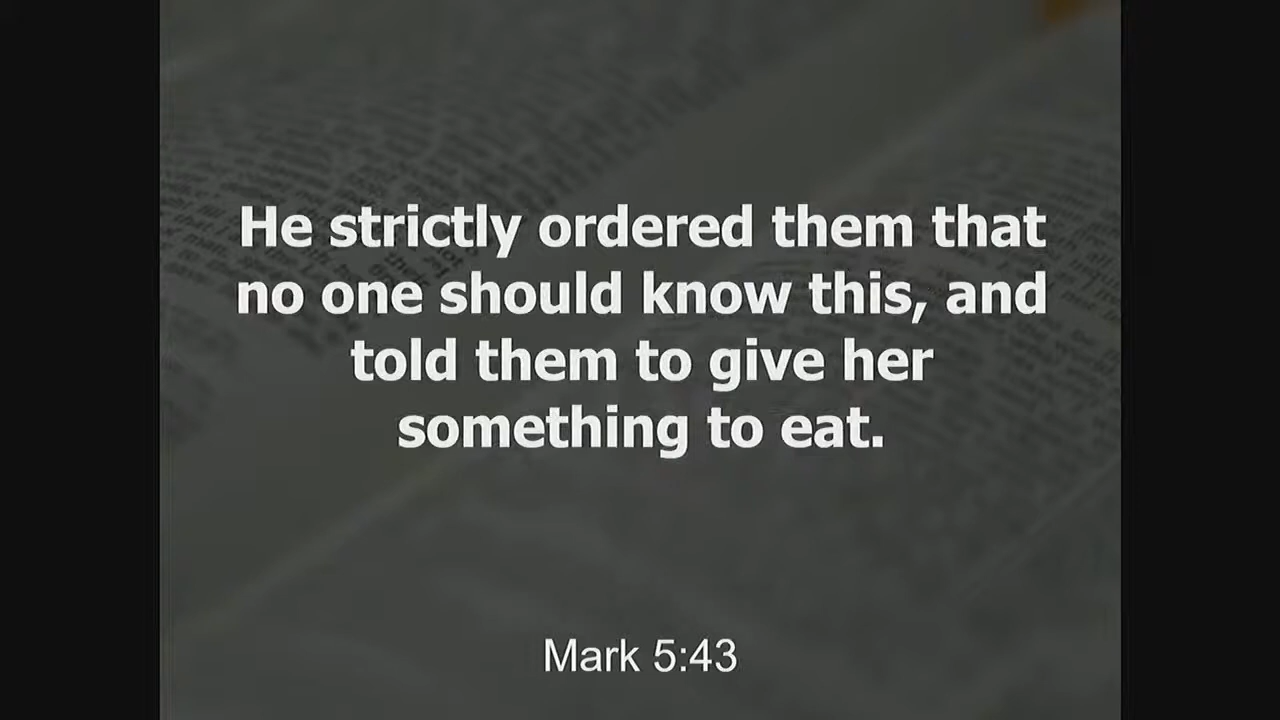 He strictly ordered them that
no one should know this, and
told them to give her
something to eat.
Mark 5:43